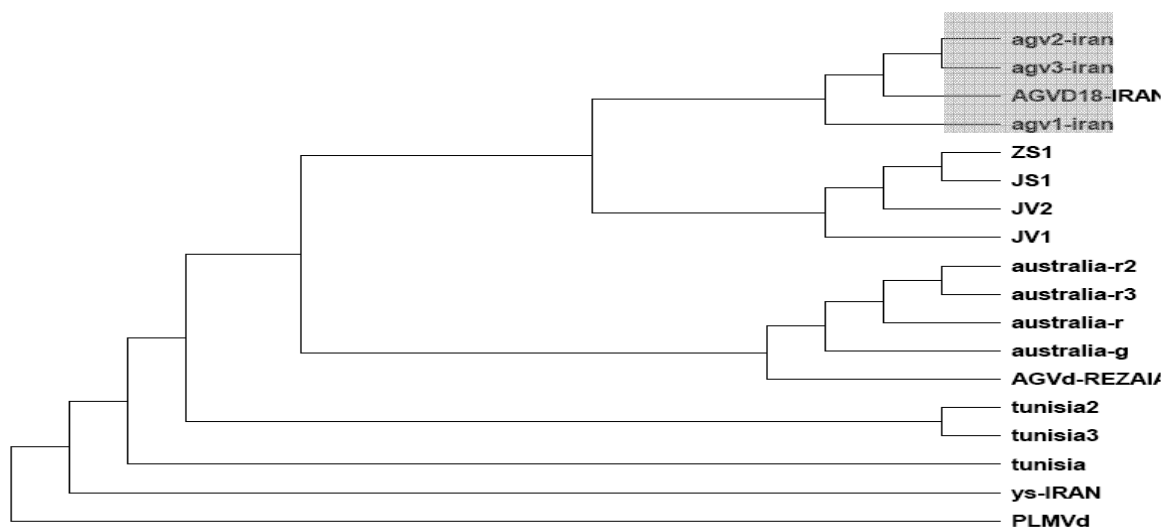 agv2-iran
agv3-iran
AGVD18-IRAN
agv1-iran
ZS1
JS1
JV2
JV1
australia-r2
australia-r3
australia-r
australia-g
AGVd-REZAIA
tunisia2
tunisia3
tunisia
ys-IRAN
PLMVd